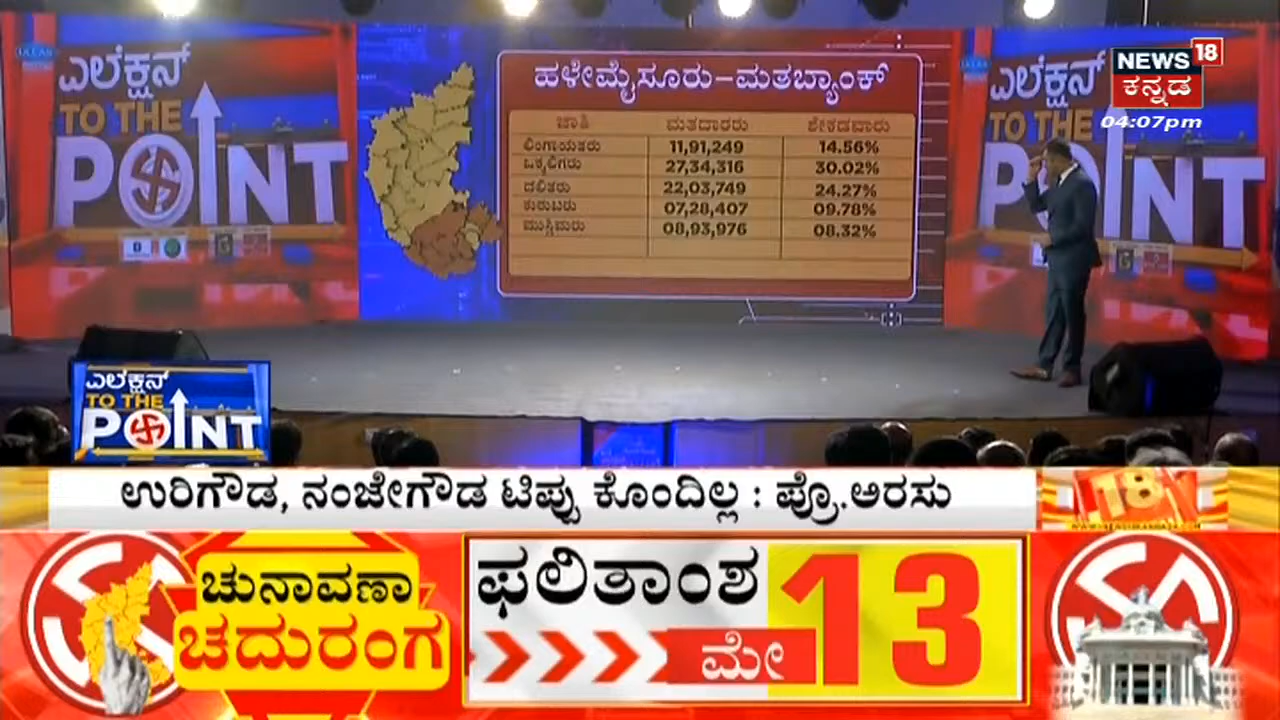 ಎಲೆಕ್ಷನ್
TO THE
POINT
ಹಳೇಮೈಸೂರು-ಮತಬ್ಯಾಂಕ್
ಜಾತಿ ಮತದಾರರು ಶೇಕಡವಾರು
ಲಿಂಗಾಯತರು 11,91,249 14.56%
ಒಕ್ಕಲಿಗರು 27,34,316 30.02%
ದಲಿತರು 22,03,749 24.27%
ಕುರುಬರು 07,28,407 09.78%
ಮುಸ್ಲಿಮರು 08,93,976 08.32%
ಎಲೆಕ್ಷನ್
TO THE
POINT
NEWS 18
ಕನ್ನಡ
04:07pm
ಎಲೆಕ್ಷನ್
TO THE
POINT
ಉರಿಗೌಡ, ನಂಜೇಗೌಡ ಟಿಪ್ಪು ಕೊಂದಿಲ್ಲ : ಪ್ರೊ.ಅರಸು
18
ಚುನಾವಣಾ
ಚದುರಂಗ
ಫಲಿತಾಂಶ
ಮೇ 13